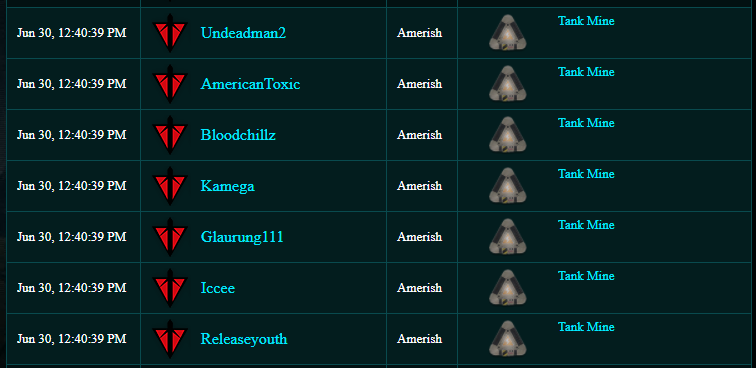 Jun 30, 12:40:39 PM Undeadman2 Amerish Tank Mine
Jun 30, 12:40:39 PM AmericanToxic Amerish Tank Mine
Jun 30, 12:40:39 PM Bloodchillz Amerish Tank Mine
Jun 30, 12:40:39 PM Kamega Amerish Tank Mine
Jun 30, 12:40:39 PM Glaurung111 Amerish Tank Mine
Jun 30, 12:40:39 PM Iccee Amerish Tank Mine
Jun 30, 12:40:39 PM Releaseyouth Amerish Tank Mine